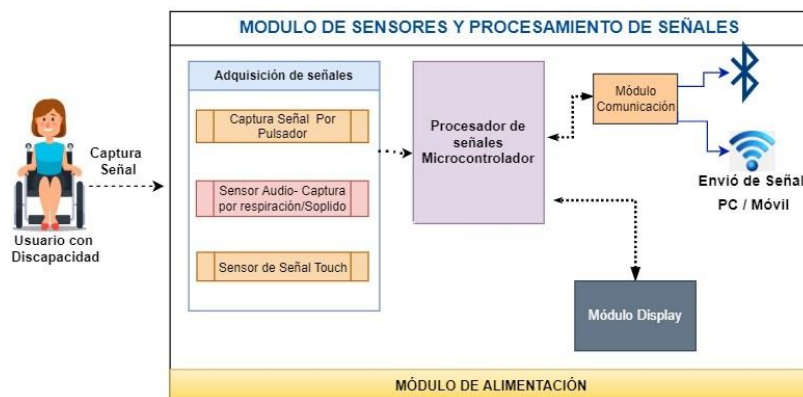 MODULO DE SENSORES Y PROCESAMIENTO DE SEÑALES
Adquisición de señales
Captura Señal Por
Pulsador
Sensor Audio- Captura
por respiración/Soplido
Sensor de Señal Touch
Captura
Señal
Usuario con
Discapacidad
Procesador de
señales
Microcontrolador
Módulo
Comunicación
Envió de Señal
PC / Móvil
Módulo Display
MÓDULO DE ALIMENTACIÓN